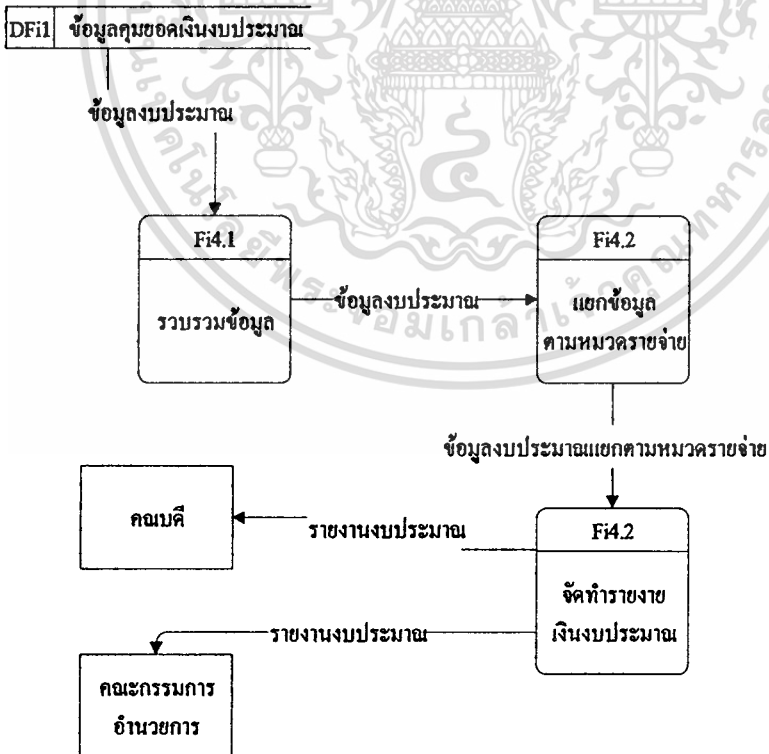 DFi1 ข้อมูลคุมยอดเงินงบประมาณ
ข้อมูลงบประมาณ
Fi4.1
รวบรวมข้อมูล
ข้อมูลงบประมาณ
Fi4.2
แยกข้อมูล
ตามหมวดรายจ่าย
ข้อมูลงบประมาณแยกตามหมวดรายจ่าย
คณบดี
รายงานงบประมาณ
Fi4.2
จัดทำรายงาย
เงินงบประมาณ
รายงานงบประมาณ
คณะกรรมการ
อำนวยการ